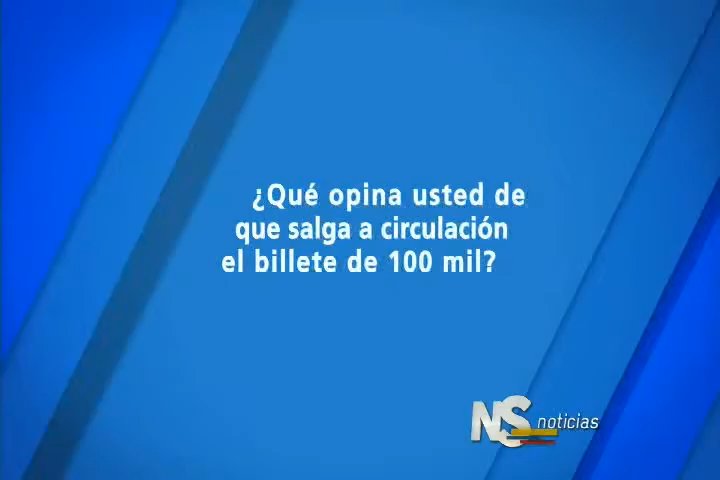 ¿Qué opina usted de
que salga a circulación
el billete de 100 mil?
NS noticias